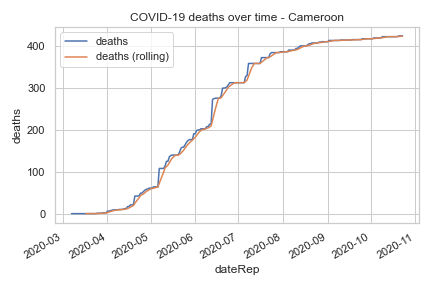 COVID-19 deaths over time - Cameroon
deaths
deaths (rolling)
deaths
400
300
200
100
0
2020-03
2020-04
2020-05
2020-06
2020-07
2020-08
2020-09
2020-10
2020-11
dateRep